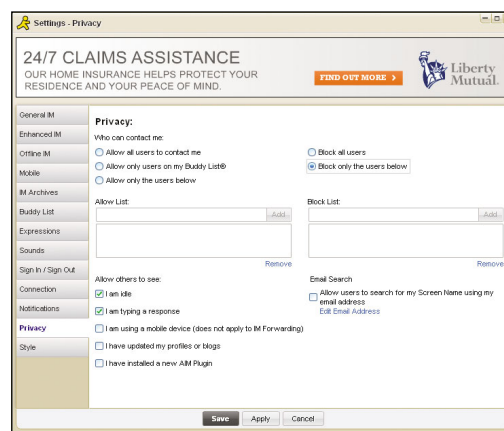 Settings - Privacy
24/7 CLAIMS ASSISTANCE
OUR HOME INSURANCE HELPS PROTECT YOUR
RESIDENCE AND YOUR PEACE OF MIND.
FIND OUT MORE >
Liberty
Mutual.
General IM
Enhanced IM
Offline IM
Mobile
IM Archives
Buddy List
Expressions
Sounds
Sign In / Sign Out
Connection
Notifications
Privacy
Style
Privacy:
Who can contact me:
Allow all users to contact me
Block all users
Allow only users on my Buddy List®
Block only the users below
Allow only the users below
Allow List:
Block List:
Add
Add
Remove
Remove
Allow others to see:
Email Search
I am idle
Allow users to search for my Screen Name using my
email address
Edit Email Address
I am typing a response
I am using a mobile device (does not apply to IM Forwarding)
I have updated my profiles or blogs
I have installed a new AIM Plugin
Save
Apply
Cancel